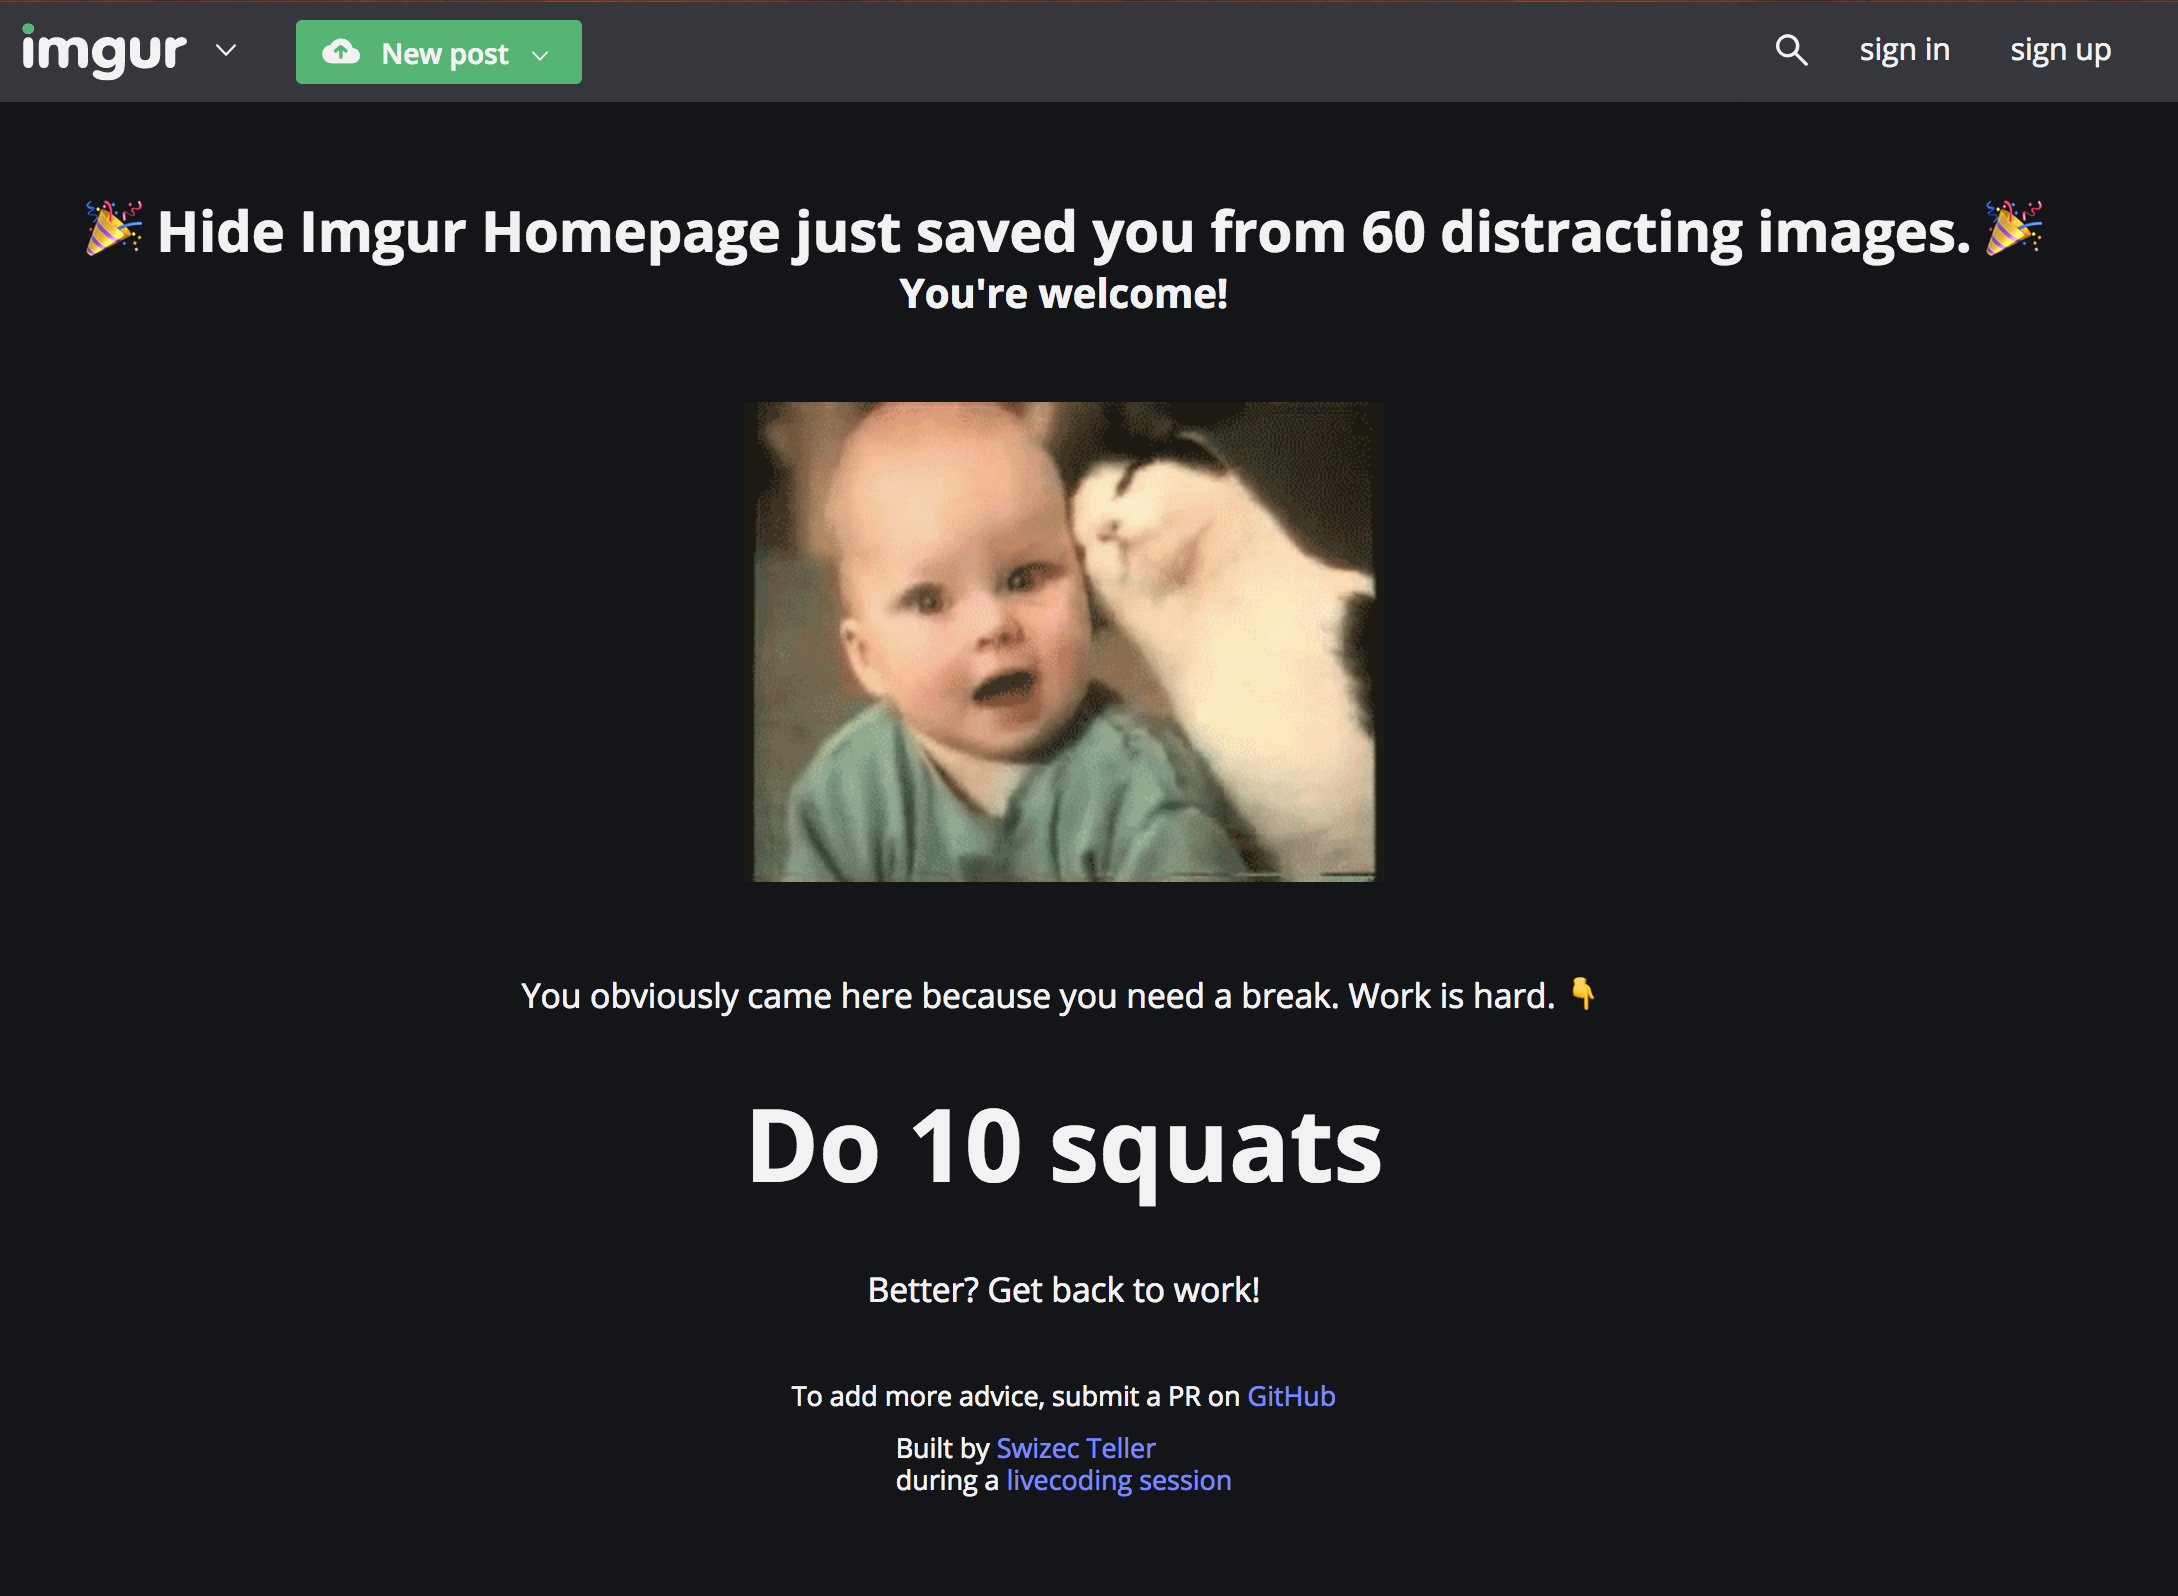 imgur
New post
sign in
sign up
🎉 Hide Imgur Homepage just saved you from 60 distracting images. 🎉
You're welcome!
You obviously came here because you need a break. Work is hard. 👇
Do 10 squats
Better? Get back to work!
To add more advice, submit a PR on GitHub
Built by Swizec Teller
during a livecoding session